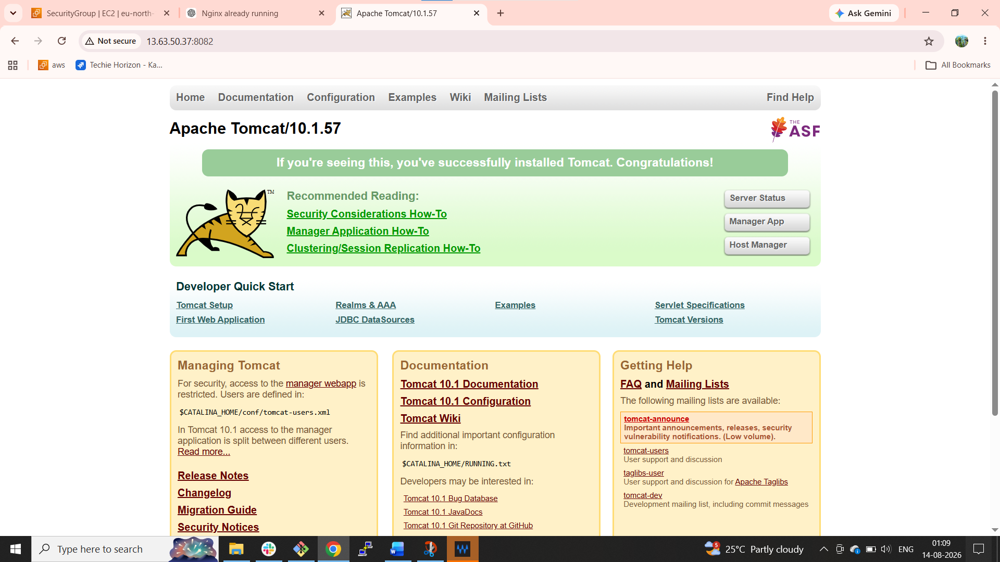 SecurityGroup | EC2 | eu-north-
Nginx already running
Apache Tomcat/10.1.57
Ask Gemini
Not secure
13.63.50.37:8082
aws
Techie Horizon - Ka...
All Bookmarks
Home
Documentation
Configuration
Examples
Wiki
Mailing Lists
Find Help
Apache Tomcat/10.1.57
THE
ASF
If you're seeing this, you've successfully installed Tomcat. Congratulations!
TM
Recommended Reading:
Security Considerations How-To
Manager Application How-To
Clustering/Session Replication How-To
Server Status
Manager App
Host Manager
Developer Quick Start
Tomcat Setup
First Web Application
Realms & AAA
JDBC DataSources
Examples
Servlet Specifications
Tomcat Versions
Managing Tomcat
For security, access to the manager webapp is
restricted. Users are defined in:
$CATALINA_HOME/conf/tomcat-users.xml
In Tomcat 10.1 access to the manager
application is split between different users.
Read more...
Release Notes
Changelog
Migration Guide
Security Notices
Documentation
Tomcat 10.1 Documentation
Tomcat 10.1 Configuration
Tomcat Wiki
Find additional important configuration
information in:
$CATALINA_HOME/RUNNING.txt
Developers may be interested in:
Tomcat 10.1 Bug Database
Tomcat 10.1 JavaDocs
Tomcat 10.1 Git Repository at GitHub
Getting Help
FAQ and Mailing Lists
The following mailing lists are available:
tomcat-announce
Important announcements, releases, security
vulnerability notifications. (Low volume).
tomcat-users
User support and discussion
taglibs-user
User support and discussion for Apache Taglibs
tomcat-dev
Development mailing list, including commit messages
Type here to search
5
25°C Partly cloudy
ENG
01:09
14-08-2026